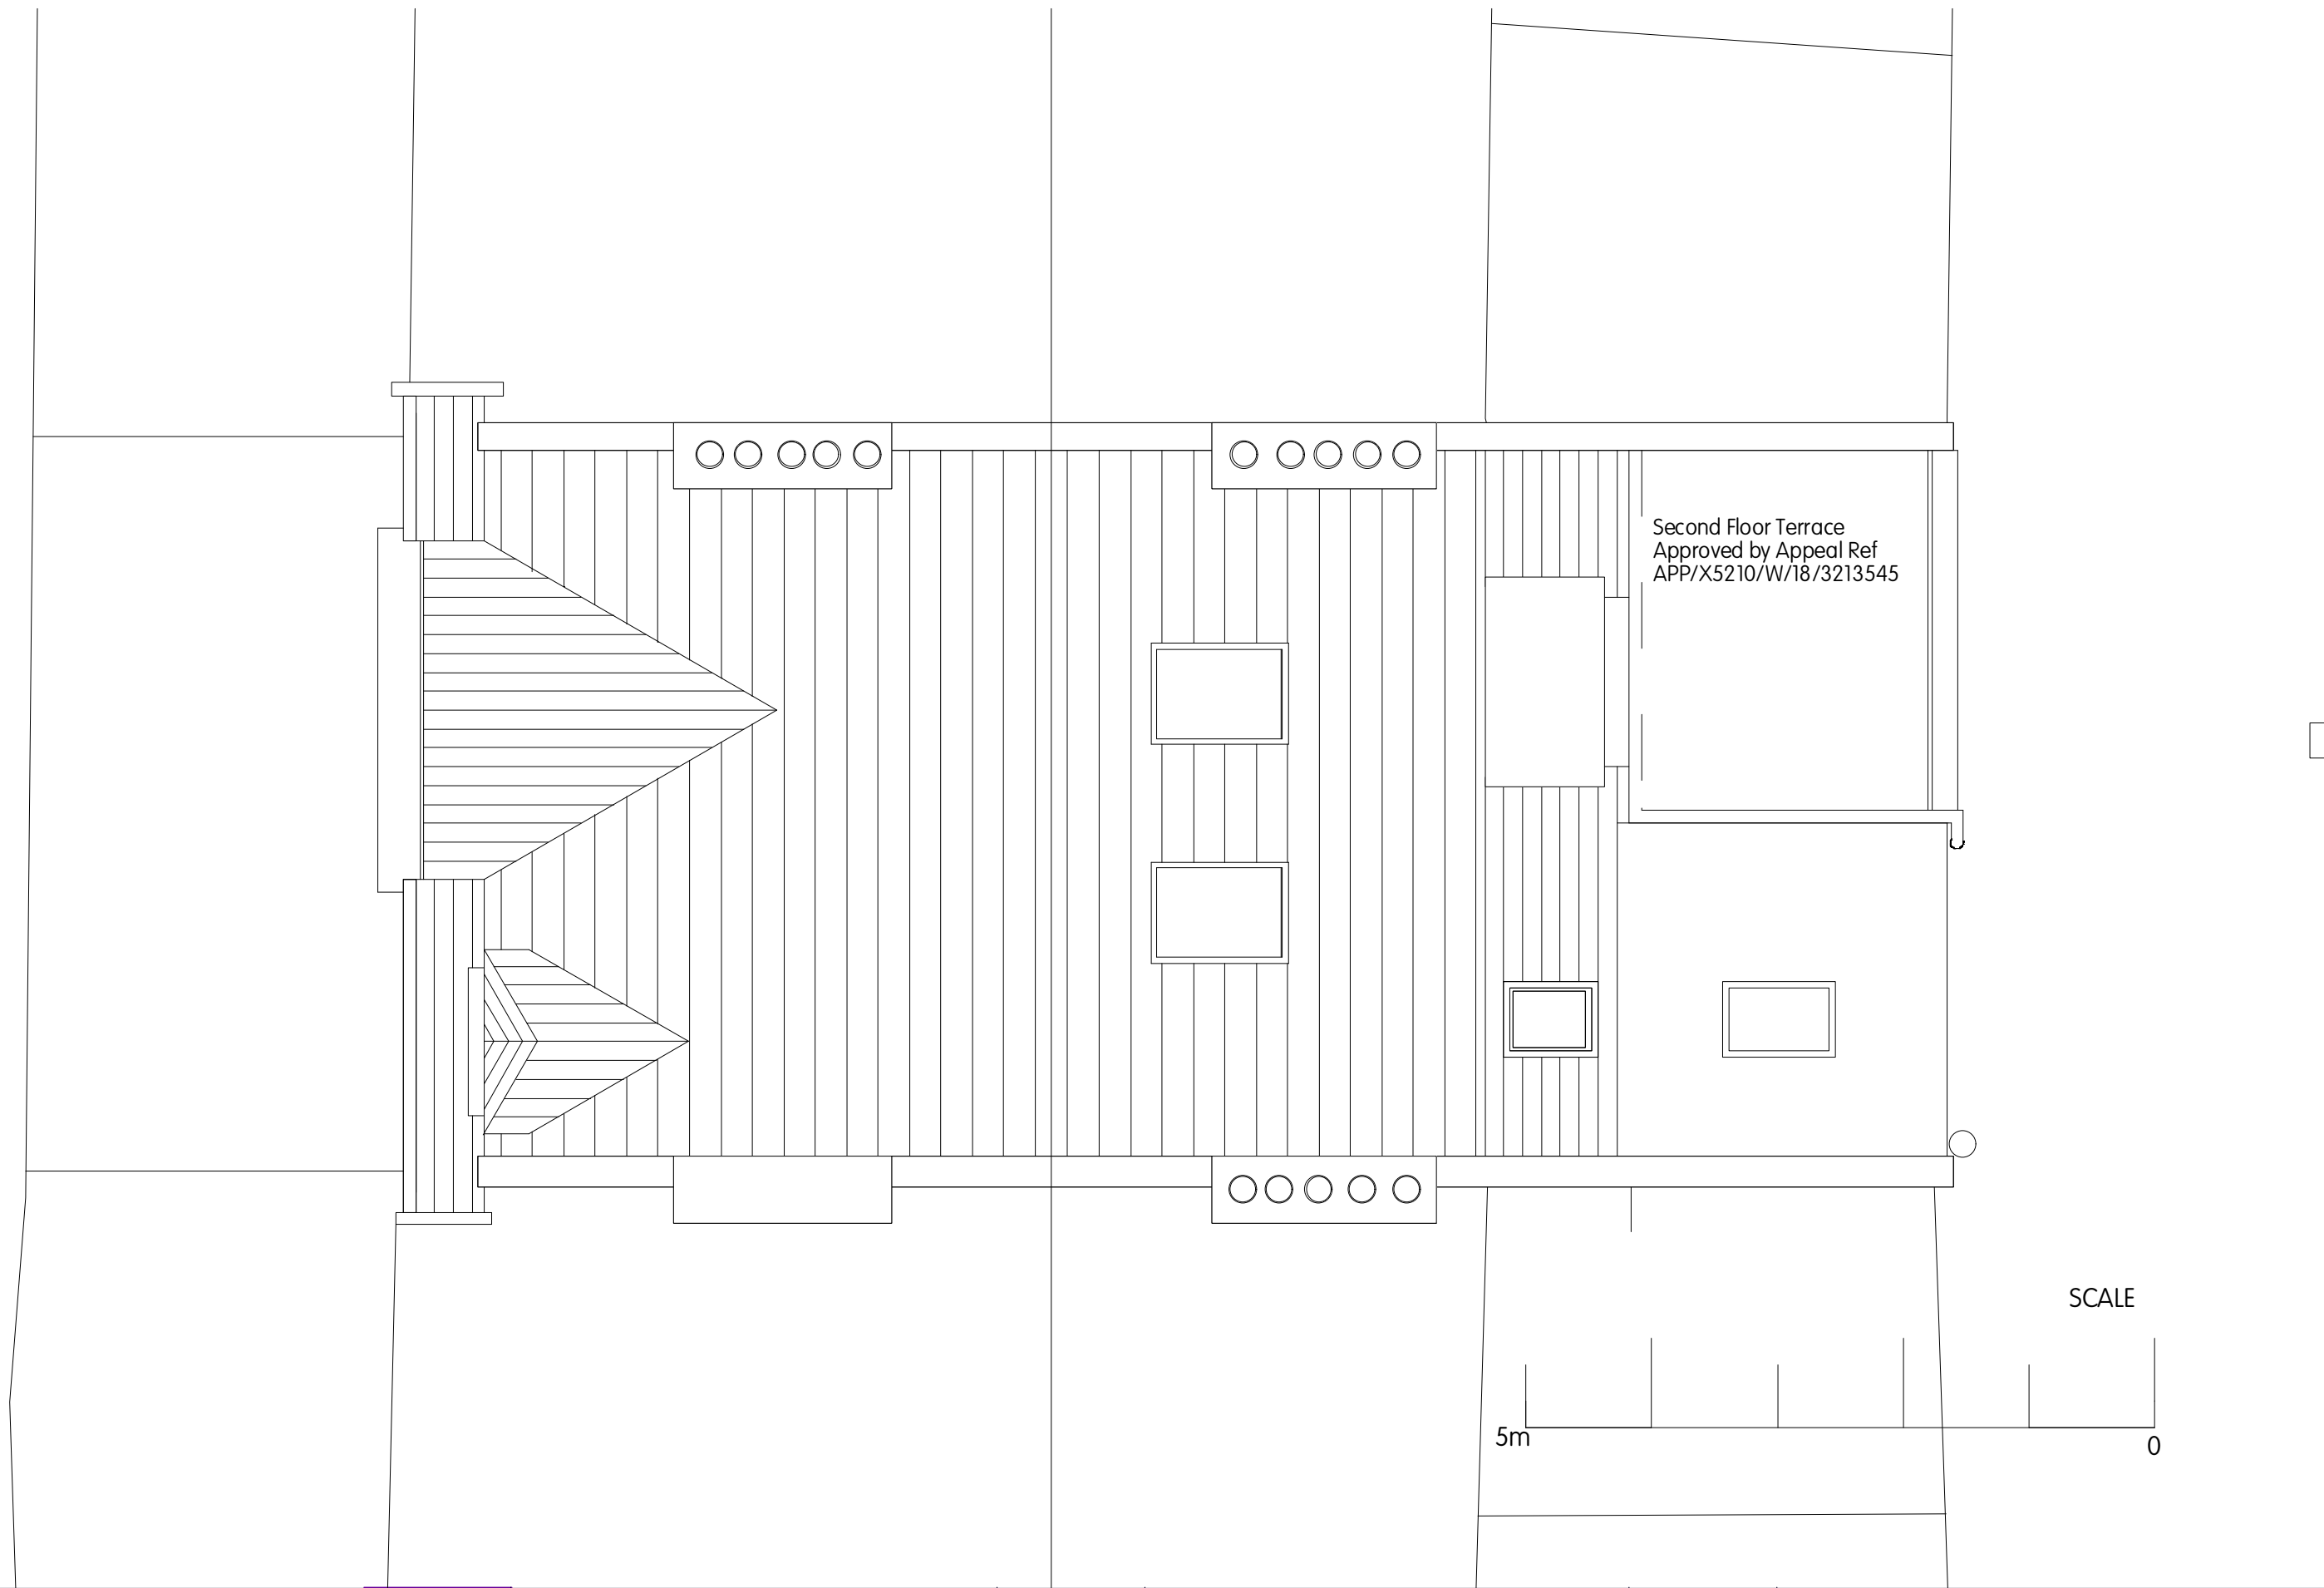 Second Floor Terrace
Approved by Appeal Ref
APP/X5210/W/18/3213545
SCALE
5m
0